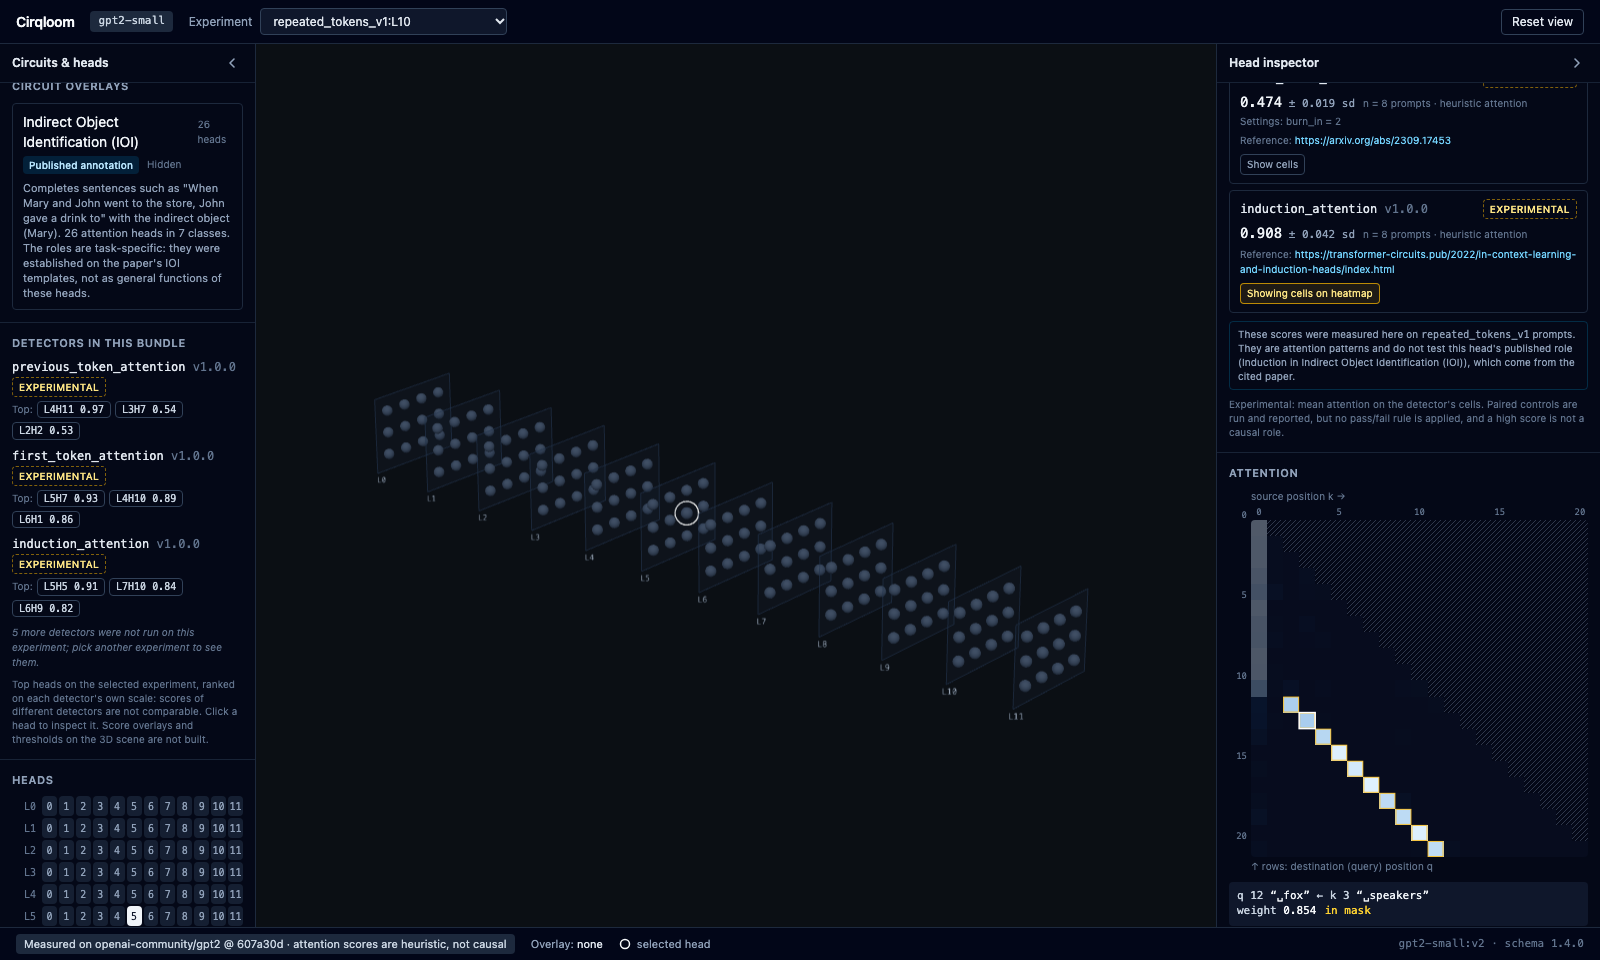 Cirqloom
gpt2-small
Experiment
repeated_tokens_v1:L10
Reset view
Circuits & heads
CIRCUIT OVERLAYS
Indirect Object
Identification (IOI)
26
heads
Published annotation
Hidden
Completes sentences such as "When
Mary and John went to the store, John
gave a drink to" with the indirect object
(Mary). 26 attention heads in 7 classes.
The roles are task-specific: they were
established on the paper's IOI
templates, not as general functions of
these heads.
DETECTORS IN THIS BUNDLE
previous_token_attention v1.0.0
EXPERIMENTAL
Top: L4H11 0.97 L3H7 0.54
L2H2 0.53
first_token_attention v1.0.0
EXPERIMENTAL
Top: L5H7 0.93 L4H10 0.89
L6H1 0.86
induction_attention v1.0.0
EXPERIMENTAL
Top: L5H5 0.91 L7H10 0.84
L6H9 0.82
5 more detectors were not run on this
experiment; pick another experiment to see
them.
Top heads on the selected experiment, ranked
on each detector's own scale: scores of
different detectors are not comparable. Click a
head to inspect it. Score overlays and
thresholds on the 3D scene are not built.
HEADS
L0 0 1 2 3 4 5 6 7 8 9 10 11
L1 0 1 2 3 4 5 6 7 8 9 10 11
L2 0 1 2 3 4 5 6 7 8 9 10 11
L3 0 1 2 3 4 5 6 7 8 9 10 11
L4 0 1 2 3 4 5 6 7 8 9 10 11
L5 0 1 2 3 4 5 6 7 8 9 10 11
L0
L1
L2
L3
L4
L5
L6
L7
L8
L9
L10
L11
Head inspector
0.474 ± 0.019 sd n = 8 prompts · heuristic attention
Settings: burn_in = 2
Reference: https://arxiv.org/abs/2309.17453
Show cells
induction_attention v1.0.0
EXPERIMENTAL
0.908 ± 0.042 sd n = 8 prompts · heuristic attention
Reference: https://transformer-circuits.pub/2022/in-context-learning-
and-induction-heads/index.html
Showing cells on heatmap
These scores were measured here on repeated_tokens_v1 prompts.
They are attention patterns and do not test this head's published role
(Induction in Indirect Object Identification (IOI)), which come from the
cited paper.
Experimental: mean attention on the detector's cells. Paired controls are
run and reported, but no pass/fail rule is applied, and a high score is not a
causal role.
ATTENTION
source position k →
0 5 10 15 20
0
5
10
15
20
↑ rows: destination (query) position q
q 12 “␣fox” ← k 3 “␣speakers”
weight 0.854 in mask
Measured on openai-community/gpt2 @ 607a30d · attention scores are heuristic, not causal
Overlay: none
selected head
gpt2-small:v2 · schema 1.4.0